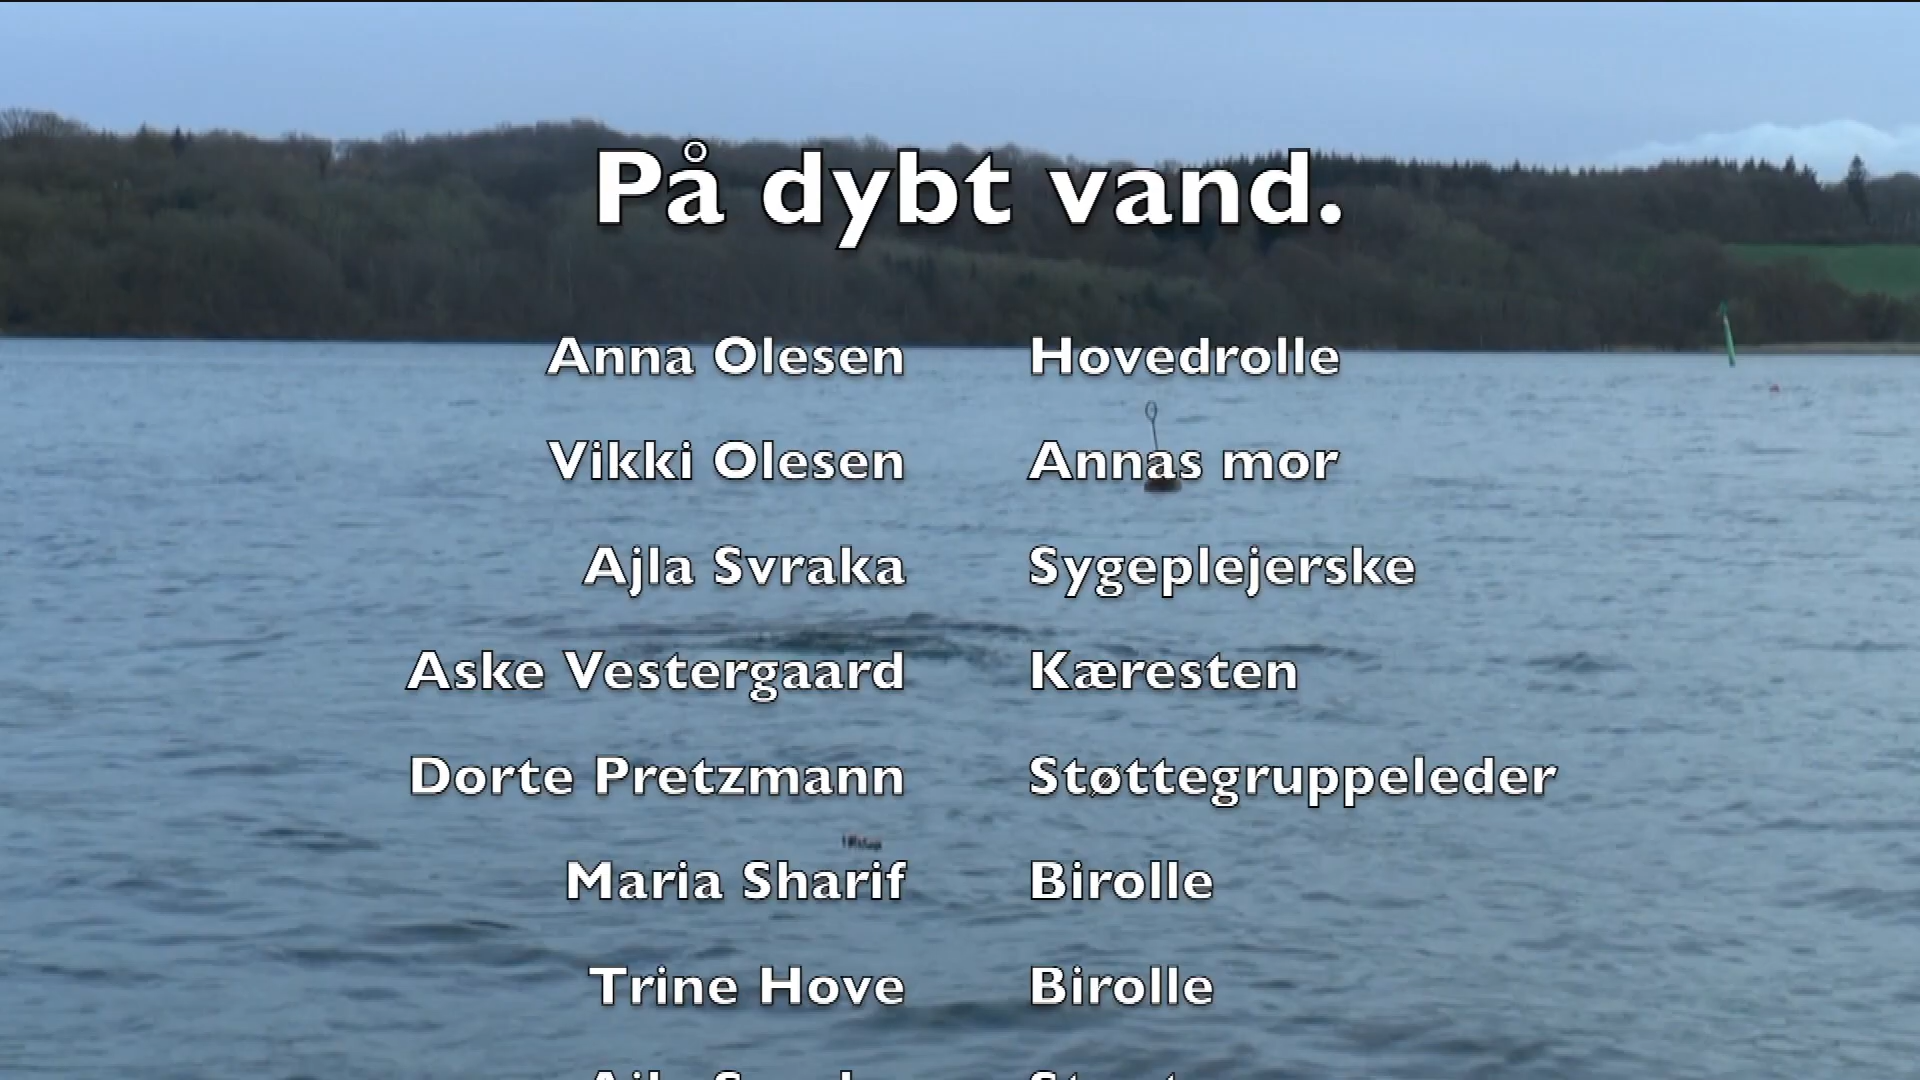 På dybt vand.
Anna Olesen Hovedrolle
Vikki Olesen Annas mor
Ajla Svraka Sygeplejerske
Aske Vestergaard Kæresten
Dorte Pretzmann Støttegruppeleder
Maria Sharif Birolle
Trine Hove Birolle